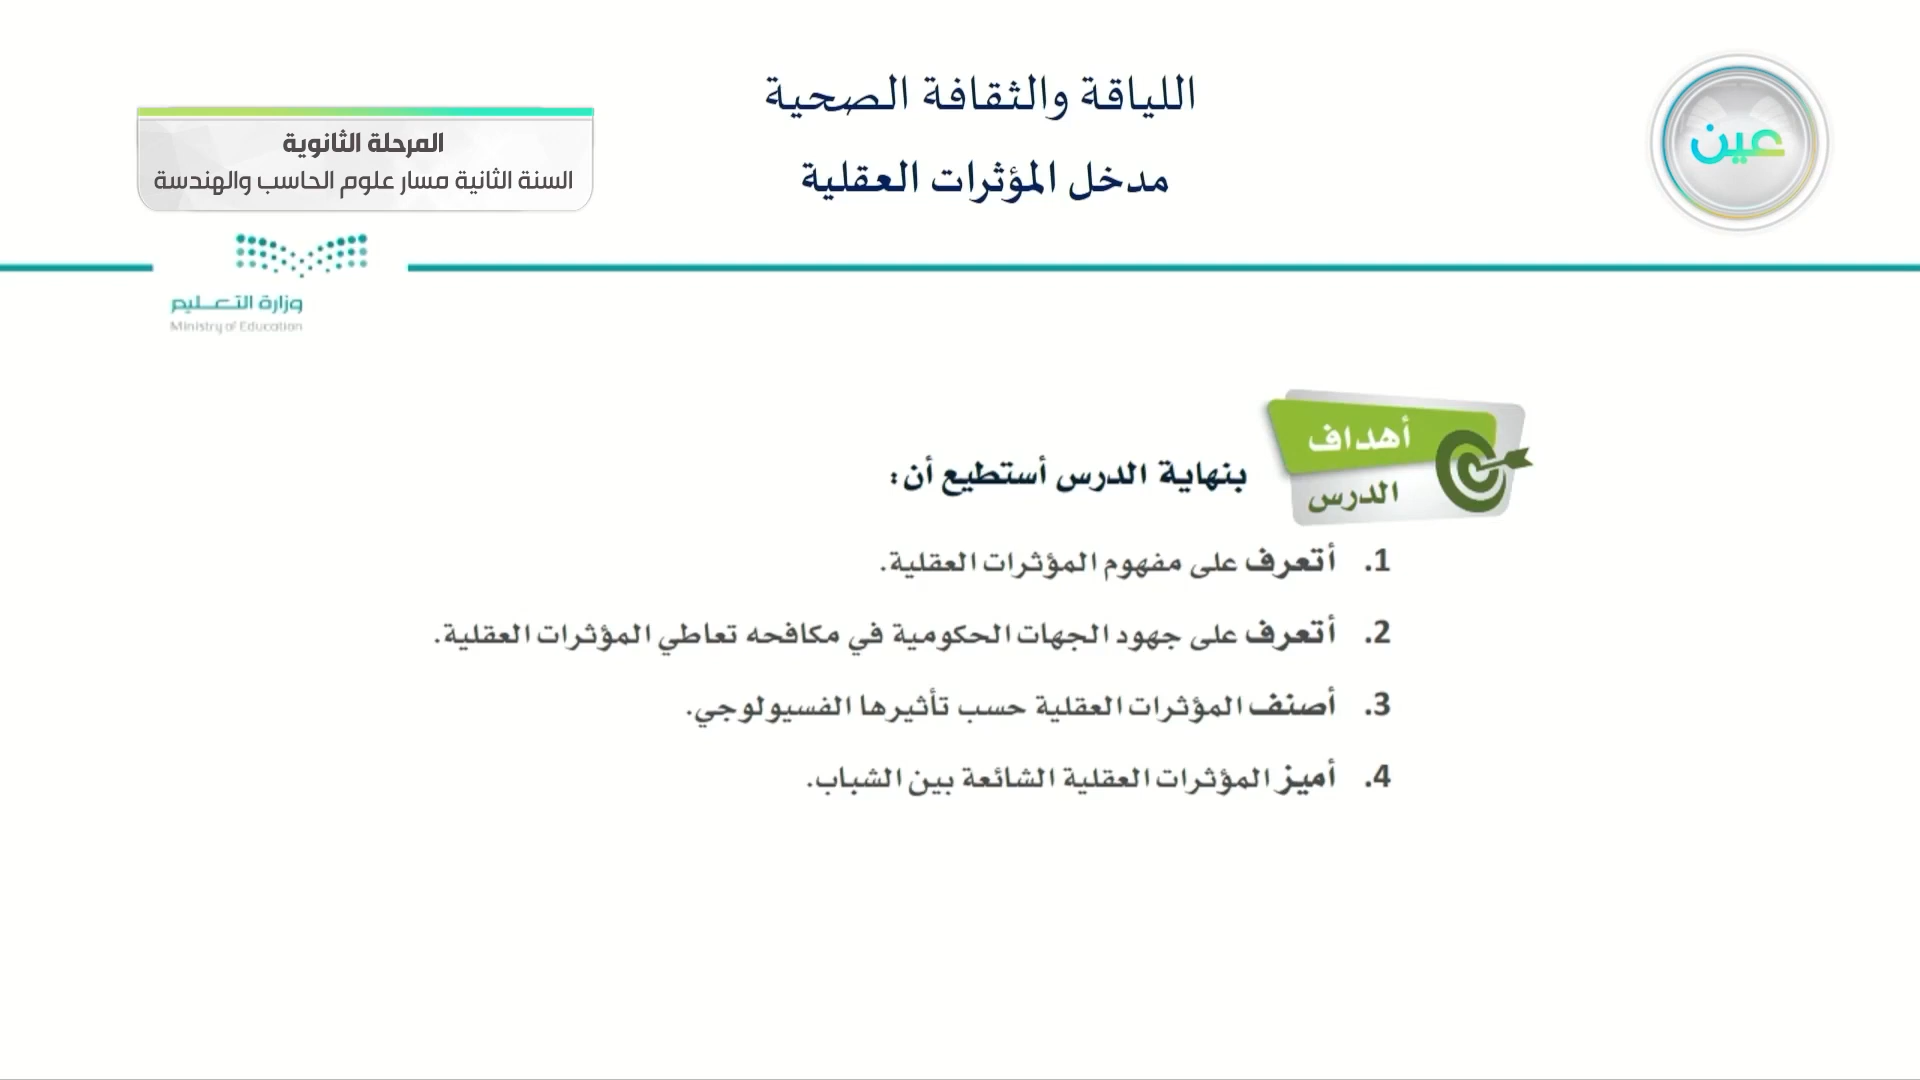 عين
اللياقة والثقافة الصحية
مدخل المؤثرات العقلية
المرحلة الثانوية
السنة الثانية مسار علوم الحاسب والهندسة
وزارة التعليم
Ministry of Education
أهداف
الدرس
بنهاية الدرس أستطيع أن:
1. أتعرف على مفهوم المؤثرات العقلية.
2. أتعرف على جهود الجهات الحكومية في مكافحه تعاطي المؤثرات العقلية.
3. أصنف المؤثرات العقلية حسب تأثيرها الفسيولوجي.
4. أميز المؤثرات العقلية الشائعة بين الشباب.